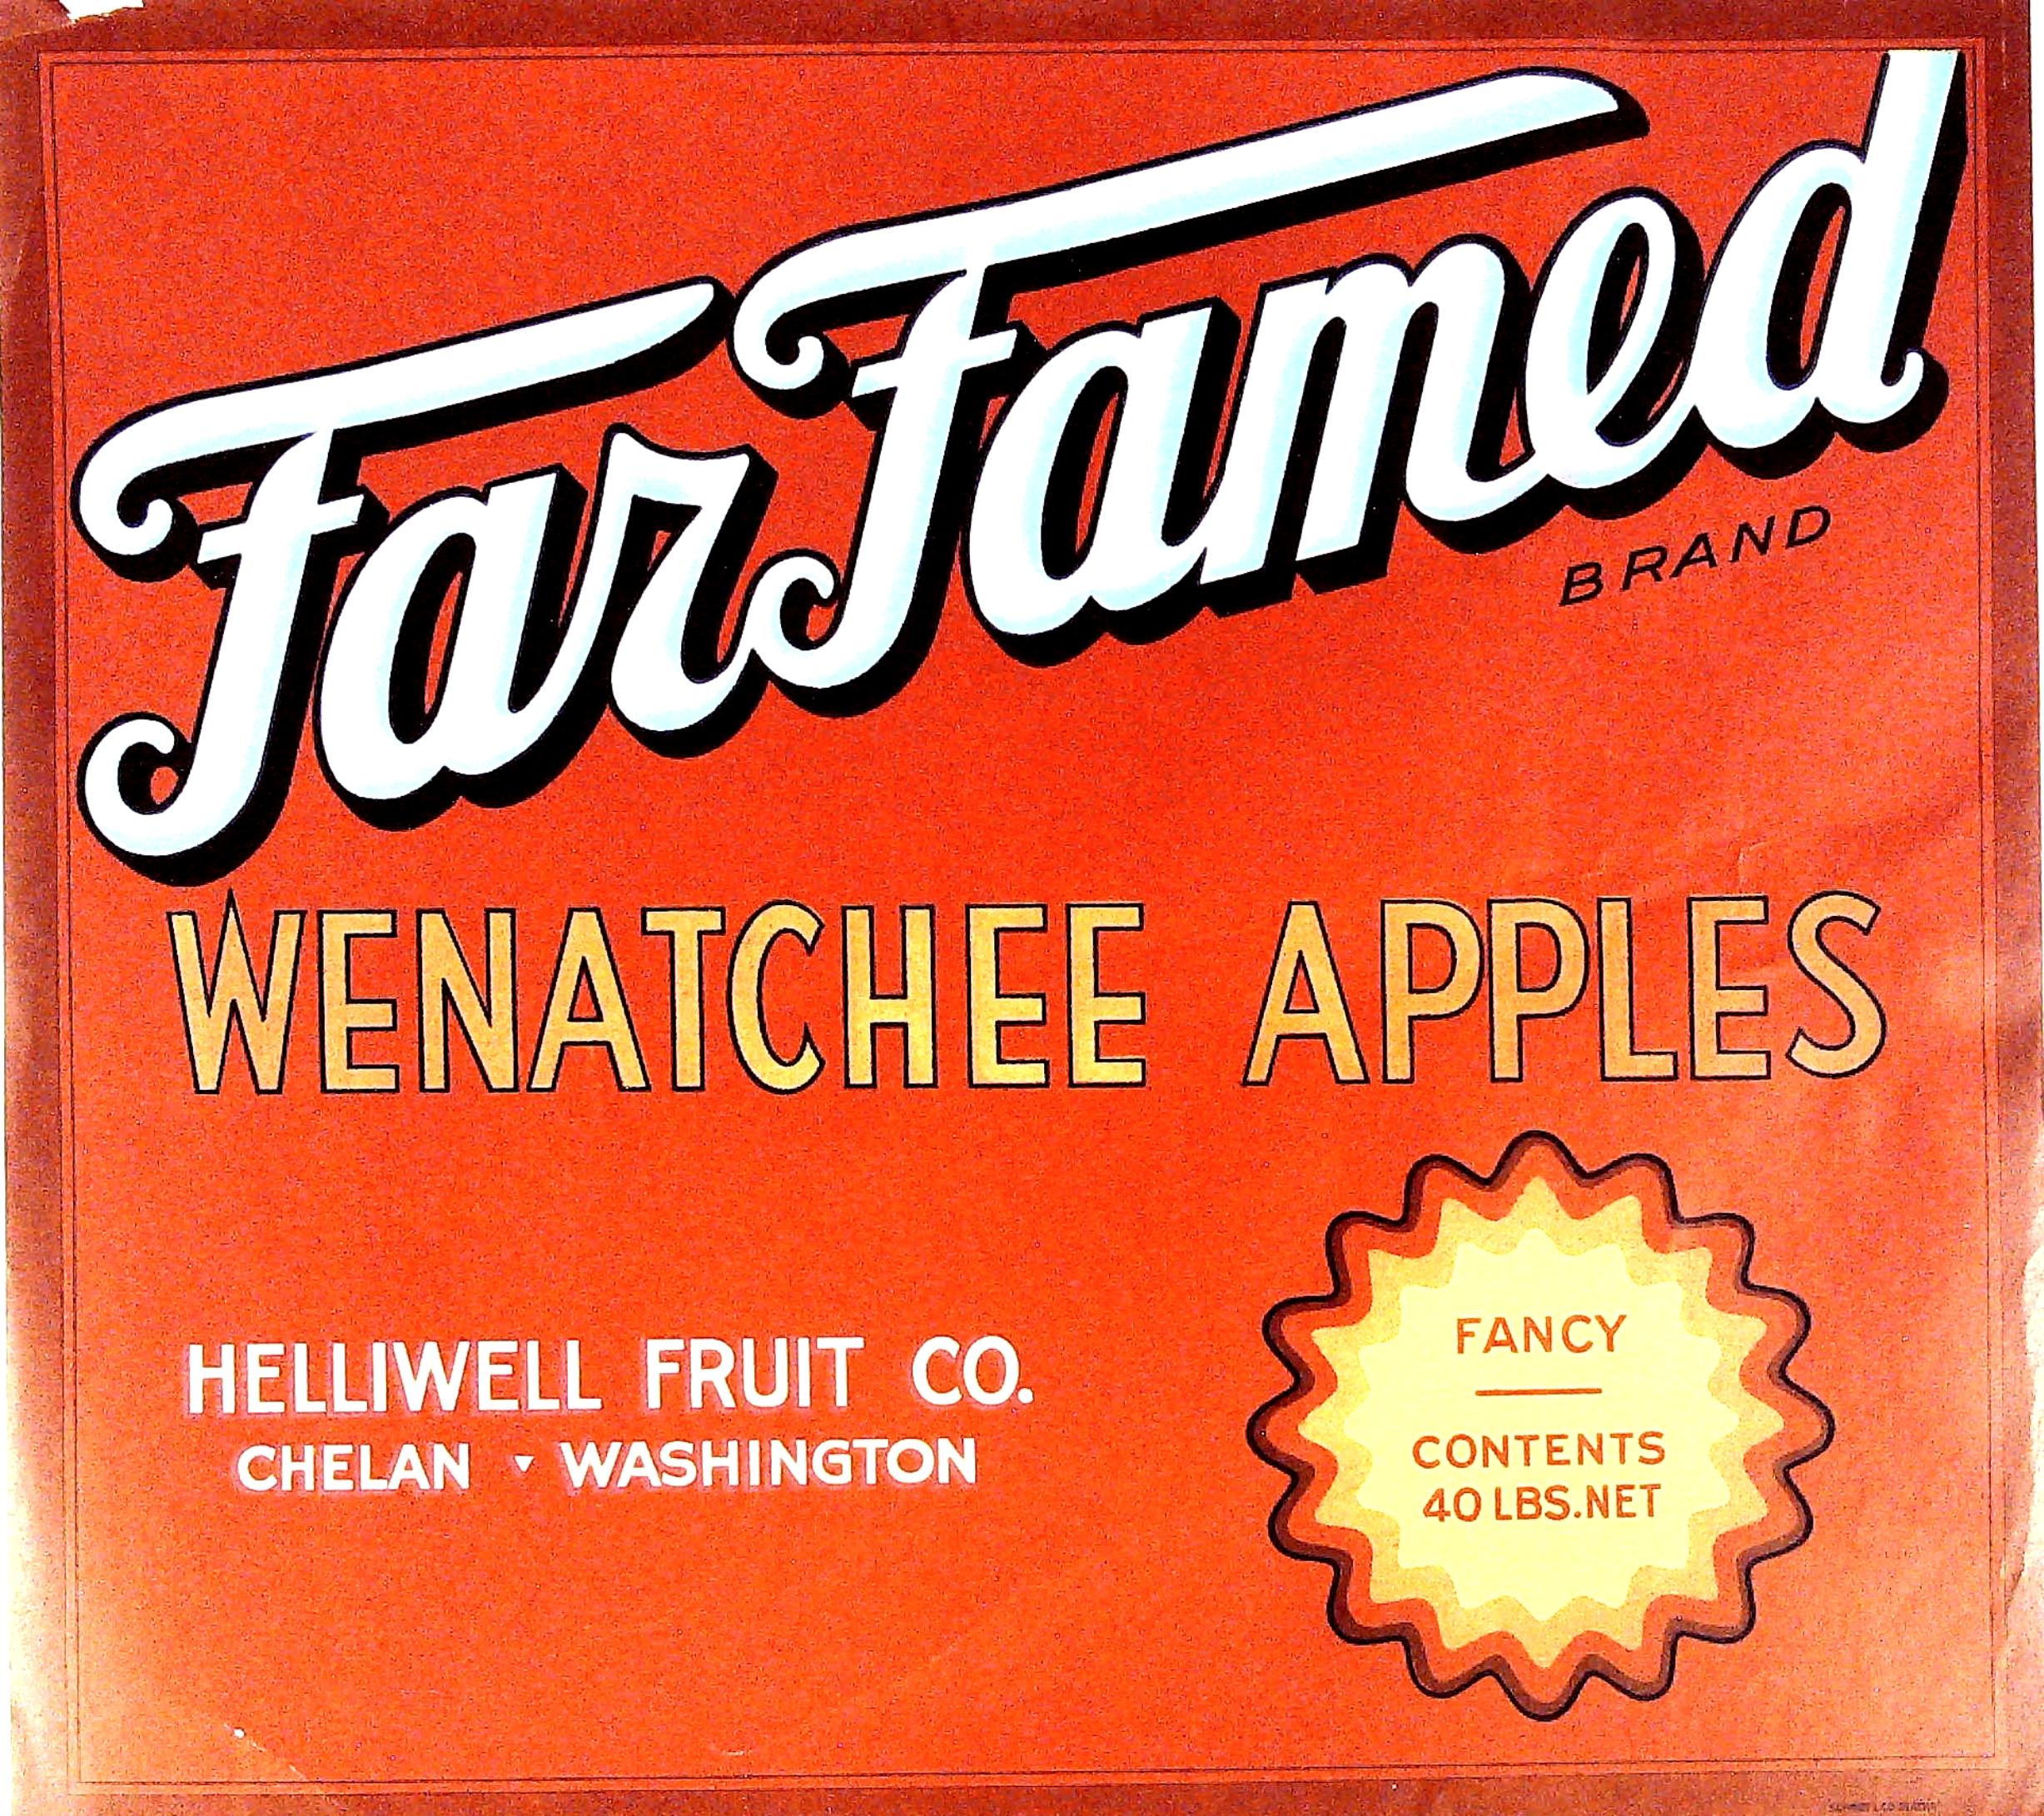 Far Famed
BRAND
WENATCHEE APPLES
HELLIWELL FRUIT CO.
CHELAN ▾ WASHINGTON
FANCY
CONTENTS
40 LBS. NET